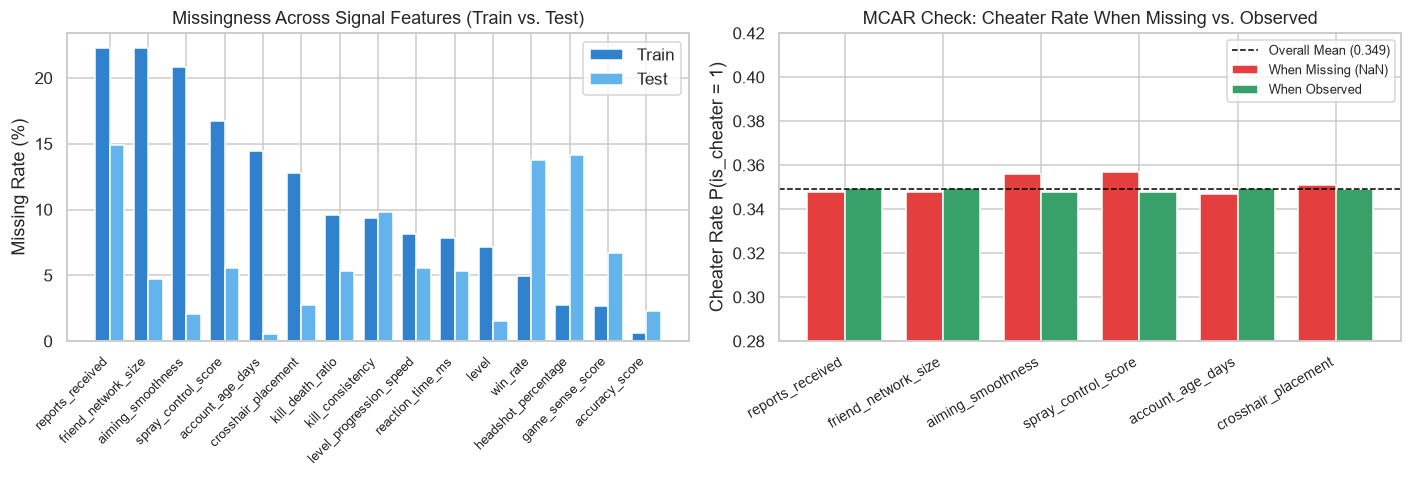 Missingness Across Signal Features (Train vs. Test)
Missing Rate (%)
20
15
10
5
0
Train
Test
reports_received
friend_network_size
aiming_smoothness
spray_control_score
account_age_days
crosshair_placement
kill_death_ratio
kill_consistency
level_progression_speed
reaction_time_ms
level
win_rate
headshot_percentage
game_sense_score
accuracy_score
MCAR Check: Cheater Rate When Missing vs. Observed
Cheater Rate P(is_cheater = 1)
0.42
0.40
0.38
0.36
0.34
0.32
0.30
0.28
Overall Mean (0.349)
When Missing (NaN)
When Observed
reports_received
friend_network_size
aiming_smoothness
spray_control_score
account_age_days
crosshair_placement